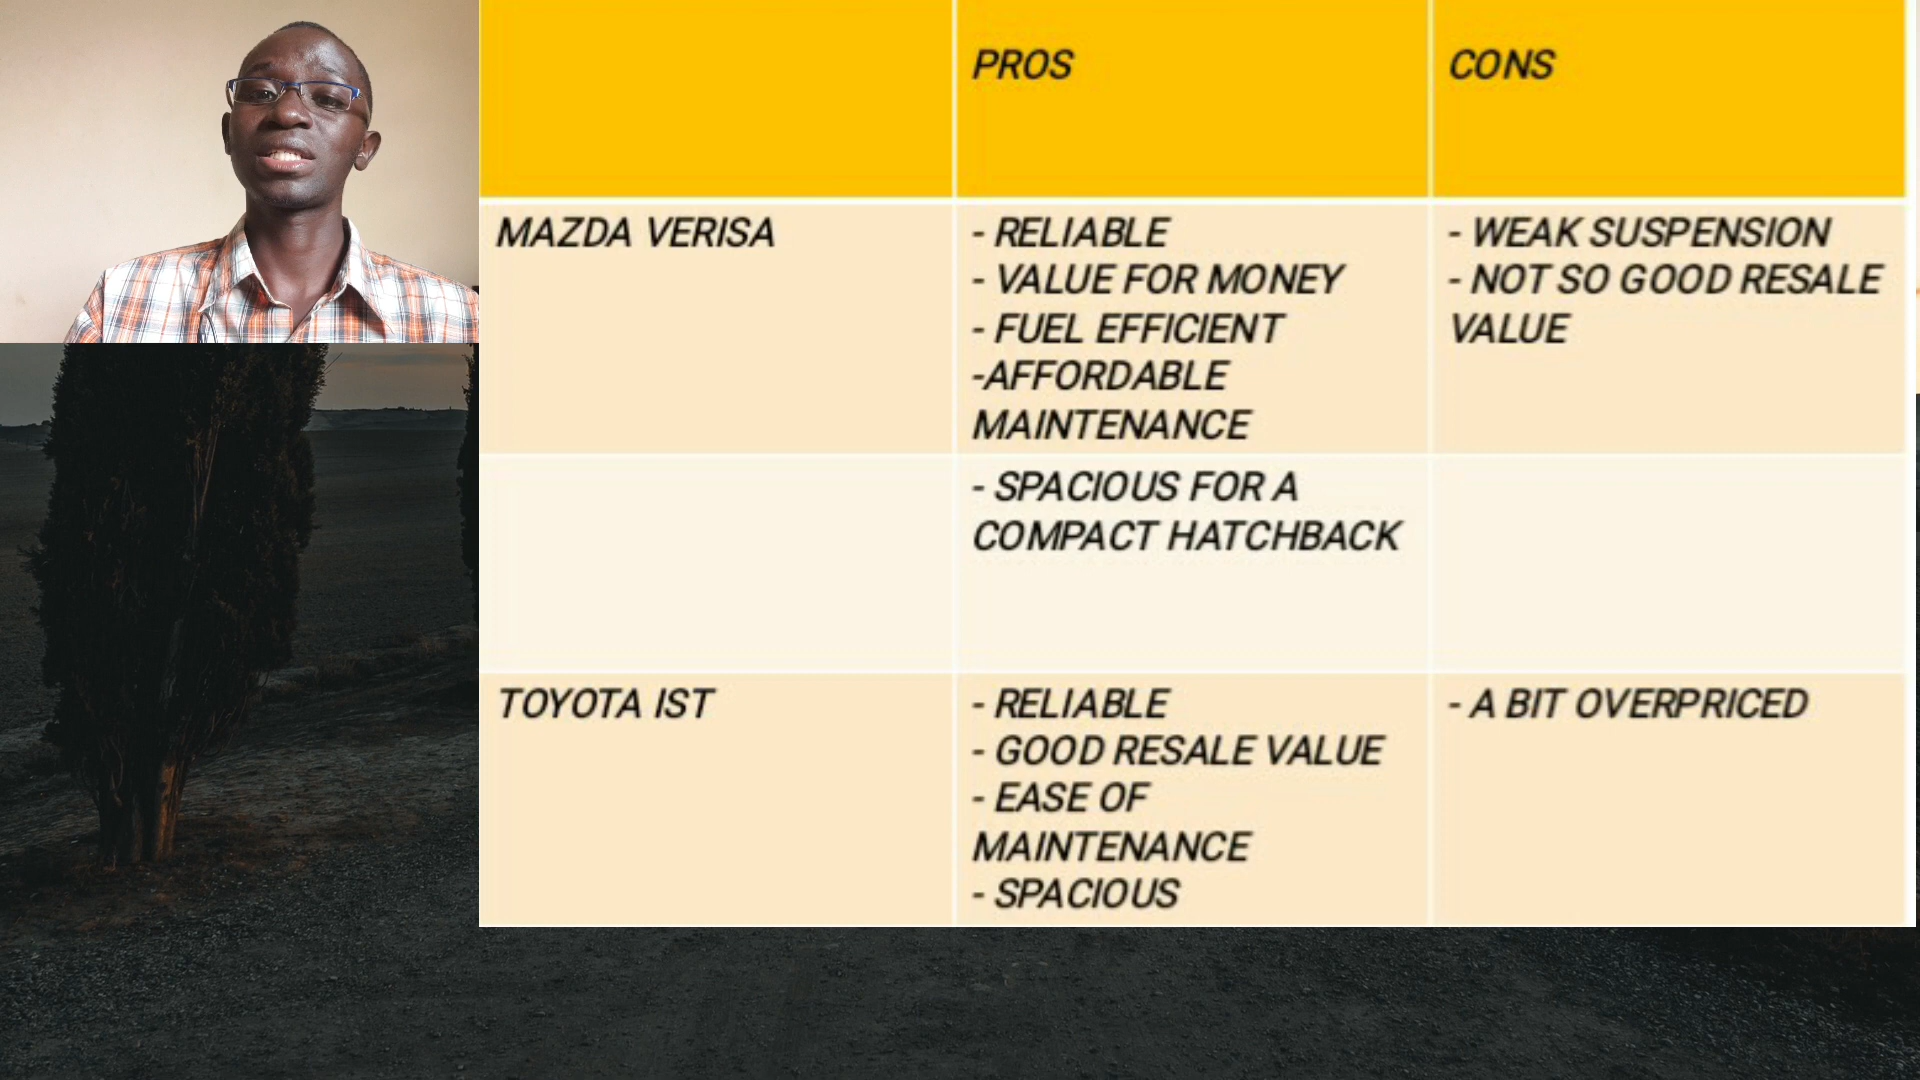 PROS
CONS
MAZDA VERISA
- RELIABLE
- VALUE FOR MONEY
- FUEL EFFICIENT
-AFFORDABLE
MAINTENANCE
- WEAK SUSPENSION
- NOT SO GOOD RESALE
VALUE
- SPACIOUS FOR A
COMPACT HATCHBACK
TOYOTA IST
- RELIABLE
- GOOD RESALE VALUE
- EASE OF
MAINTENANCE
- SPACIOUS
- A BIT OVERPRICED